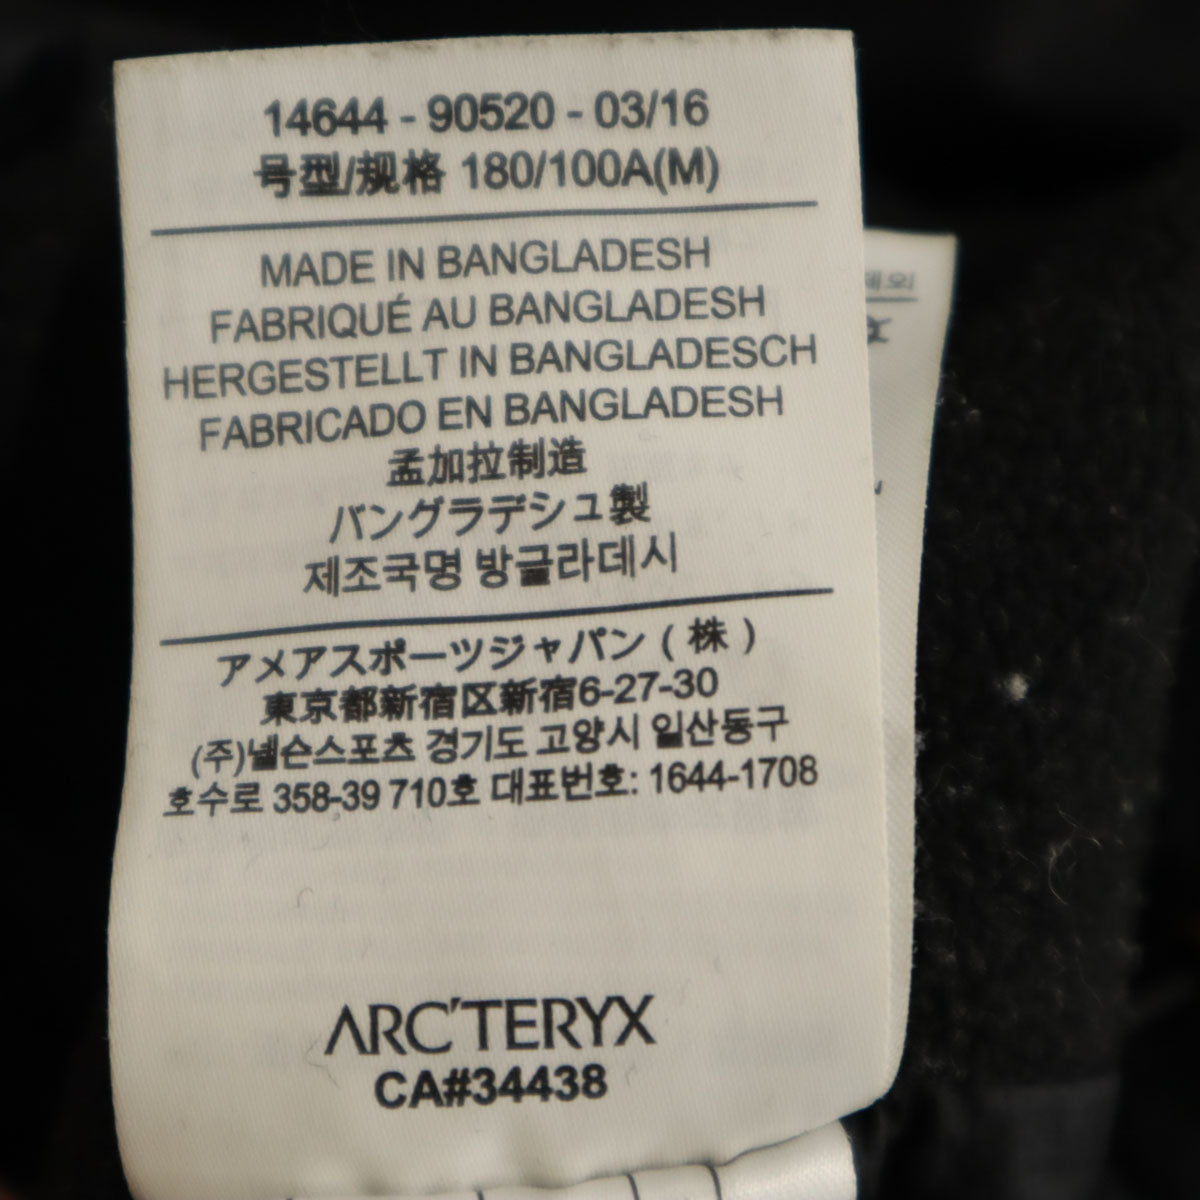 14644 - 90520 - 03/16
号型/规格 180/100A(M)
MADE IN BANGLADESH
FABRIQUÉ AU BANGLADESH
HERGESTELLT IN BANGLADESCH
FABRICADO EN BANGLADESH
孟加拉制造
バングラデシュ製
제조국명 방글라데시
アメアスポーツジャパン ( 株 )
東京都新宿区新宿6-27-30
(주)넬슨스포츠 경기도 고양시 일산동구
호수로 358-39 710호 대표번호: 1644-1708
ARC'TERYX
CA#34438